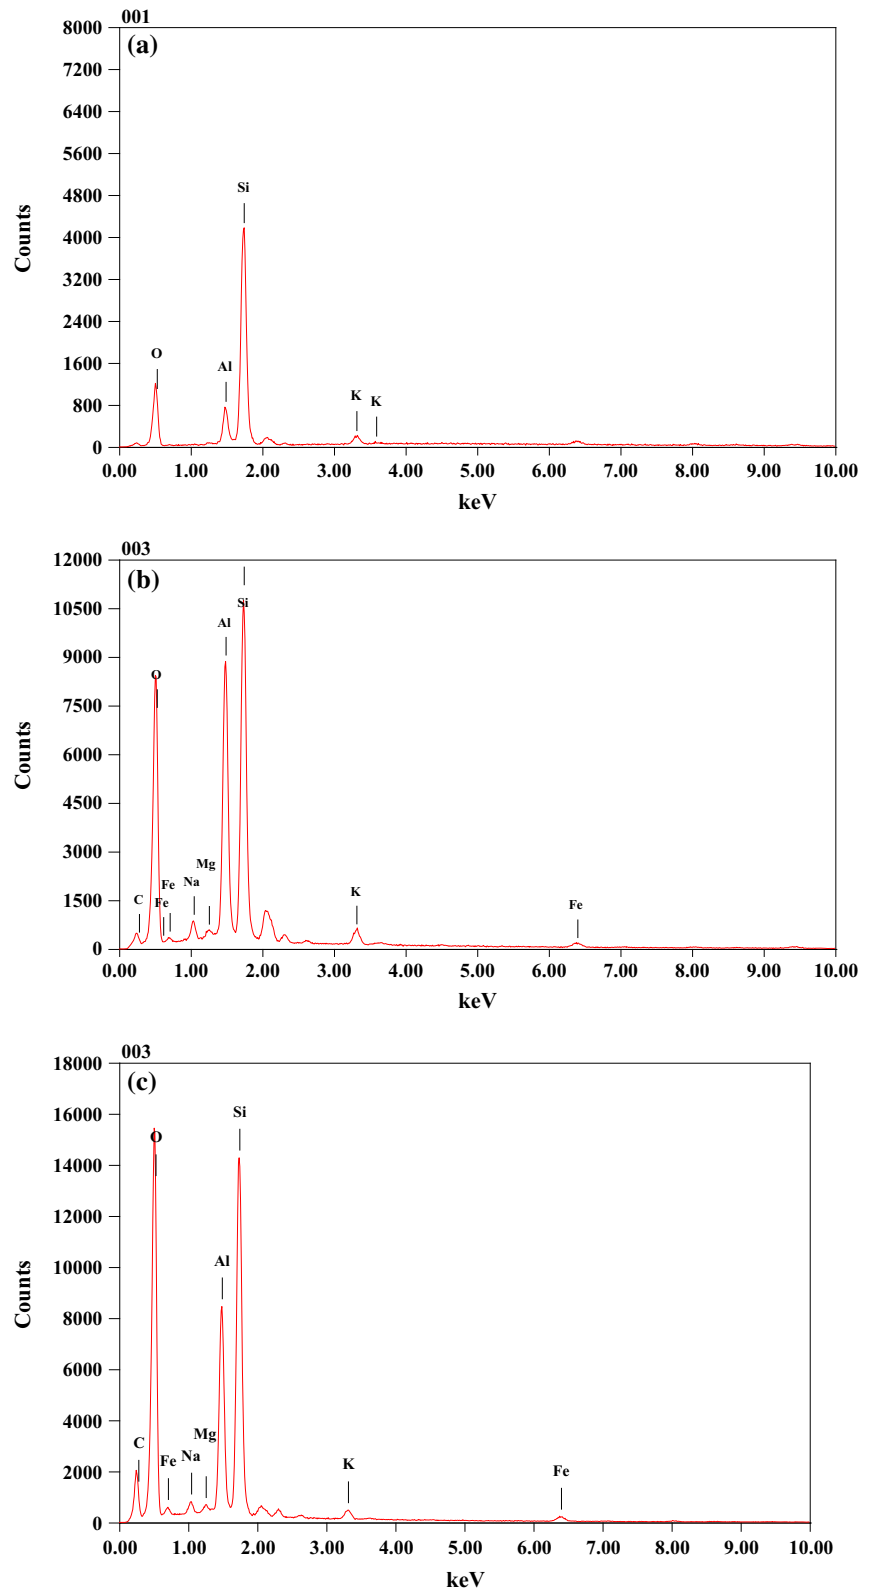 001
(a)
8000
7200
6400
5600
4800
4000
3200
2400
1600
800
0
Counts
Si
O
Al
K
K
0.00 1.00 2.00 3.00 4.00 5.00 6.00 7.00 8.00 9.00 10.00
keV
003
(b)
12000
10500
9000
7500
6000
4500
3000
1500
0
Counts
Si
Al
O
C
Fe
Fe
Na
Mg
K
Fe
0.00 1.00 2.00 3.00 4.00 5.00 6.00 7.00 8.00 9.00 10.00
keV
003
(c)
18000
16000
14000
12000
10000
8000
6000
4000
2000
0
Counts
Si
O
Al
C
Fe
Na
Mg
K
Fe
0.00 1.00 2.00 3.00 4.00 5.00 6.00 7.00 8.00 9.00 10.00
keV